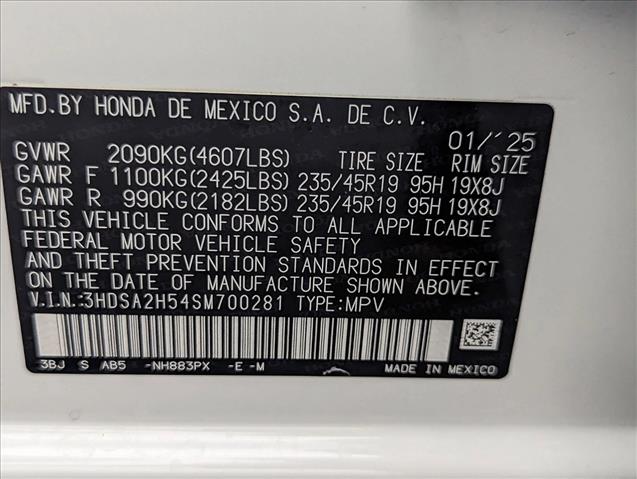 MFD.BY HONDA DE MEXICO S.A. DE C.V.
01/'25
GVWR 2090KG(4607LBS) TIRE SIZE RIM SIZE
GAWR F 1100KG(2425LBS) 235/45R19 95H 19X8J
GAWR R 990KG(2182LBS) 235/45R19 95H 19X8J
THIS VEHICLE CONFORMS TO ALL APPLICABLE
FEDERAL MOTOR VEHICLE SAFETY
AND THEFT PREVENTION STANDARDS IN EFFECT
ON THE DATE OF MANUFACTURE SHOWN ABOVE.
V.I.N.:3HDSA2H54SM700281 TYPE:MPV
3BJ S AB5 -NH883PX -E -M MADE IN MEXICO